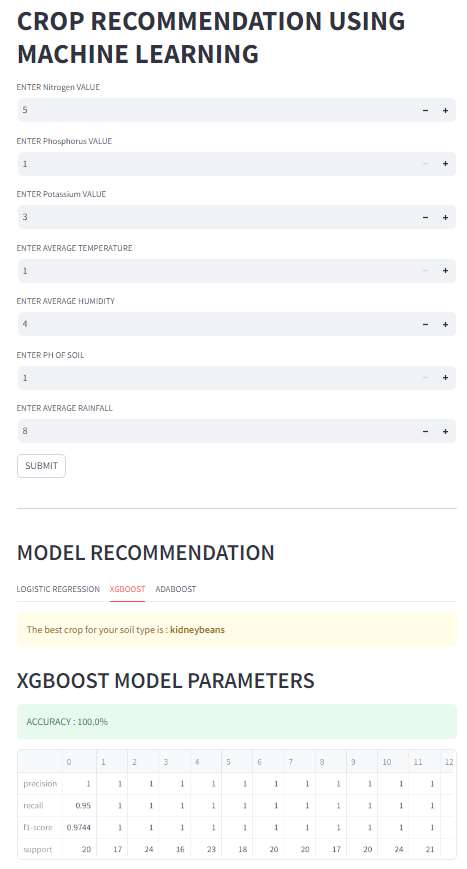 CROP RECOMMENDATION USING
MACHINE LEARNING
ENTER Nitrogen VALUE
5 − +
ENTER Phosphorus VALUE
1 − +
ENTER Potassium VALUE
3 − +
ENTER AVERAGE TEMPERATURE
1 − +
ENTER AVERAGE HUMIDITY
4 − +
ENTER PH OF SOIL
1 − +
ENTER AVERAGE RAINFALL
8 − +
SUBMIT
MODEL RECOMMENDATION
LOGISTIC REGRESSION XGBOOST ADABOOST
The best crop for your soil type is : kidneybeans
XGBOOST MODEL PARAMETERS
ACCURACY : 100.0%
0 1 2 3 4 5 6 7 8 9 10 11 12
precision 1 1 1 1 1 1 1 1 1 1 1 1
recall 0.95 1 1 1 1 1 1 1 1 1 1 1
f1-score 0.9744 1 1 1 1 1 1 1 1 1 1 1
support 20 17 24 16 23 18 20 20 17 20 24 21